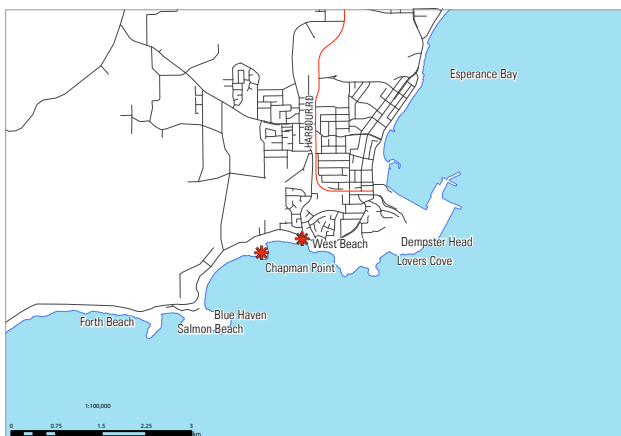 Esperance Bay
HARBOUR RD
West Beach
Dempster Head
Lovers Cove
Chapman Point
Blue Haven
Forth Beach
Salmon Beach
1:100,000
0 0.75 1.5 2.25 3
km